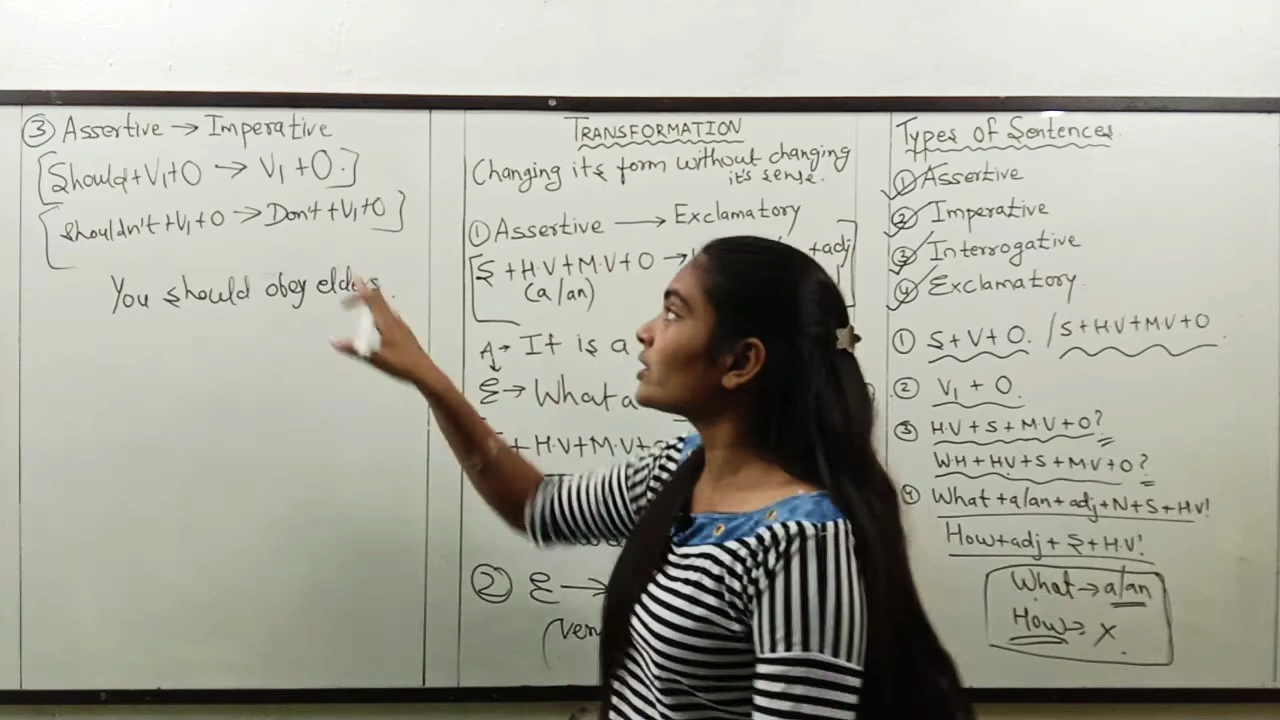 ③ Assertive → Imperative
[Should+V₁+O → V₁+O.]
[Shouldn't+V₁+O → Don't+V₁+O]
You should obey elders.
TRANSFORMATION
Changing its form without changing
it's sense.
① Assertive → Exclamatory
[S+H.V+M.V+O →
+adj
(a/an)
A → It is a
E → What a
+H.V+M.V+
② E →
Types of Sentences.
① Assertive
② Imperative
③ Interrogative
④ Exclamatory
① S+V+O. / S+H.V+M.V+O
② V₁+O.
③ H.V+S+M.V+O?
WH+HV+S+M.V+O?
④ What+a/an+adj+N+S+H.V!
How+adj+S+H.V!
What → a/an
How → X.